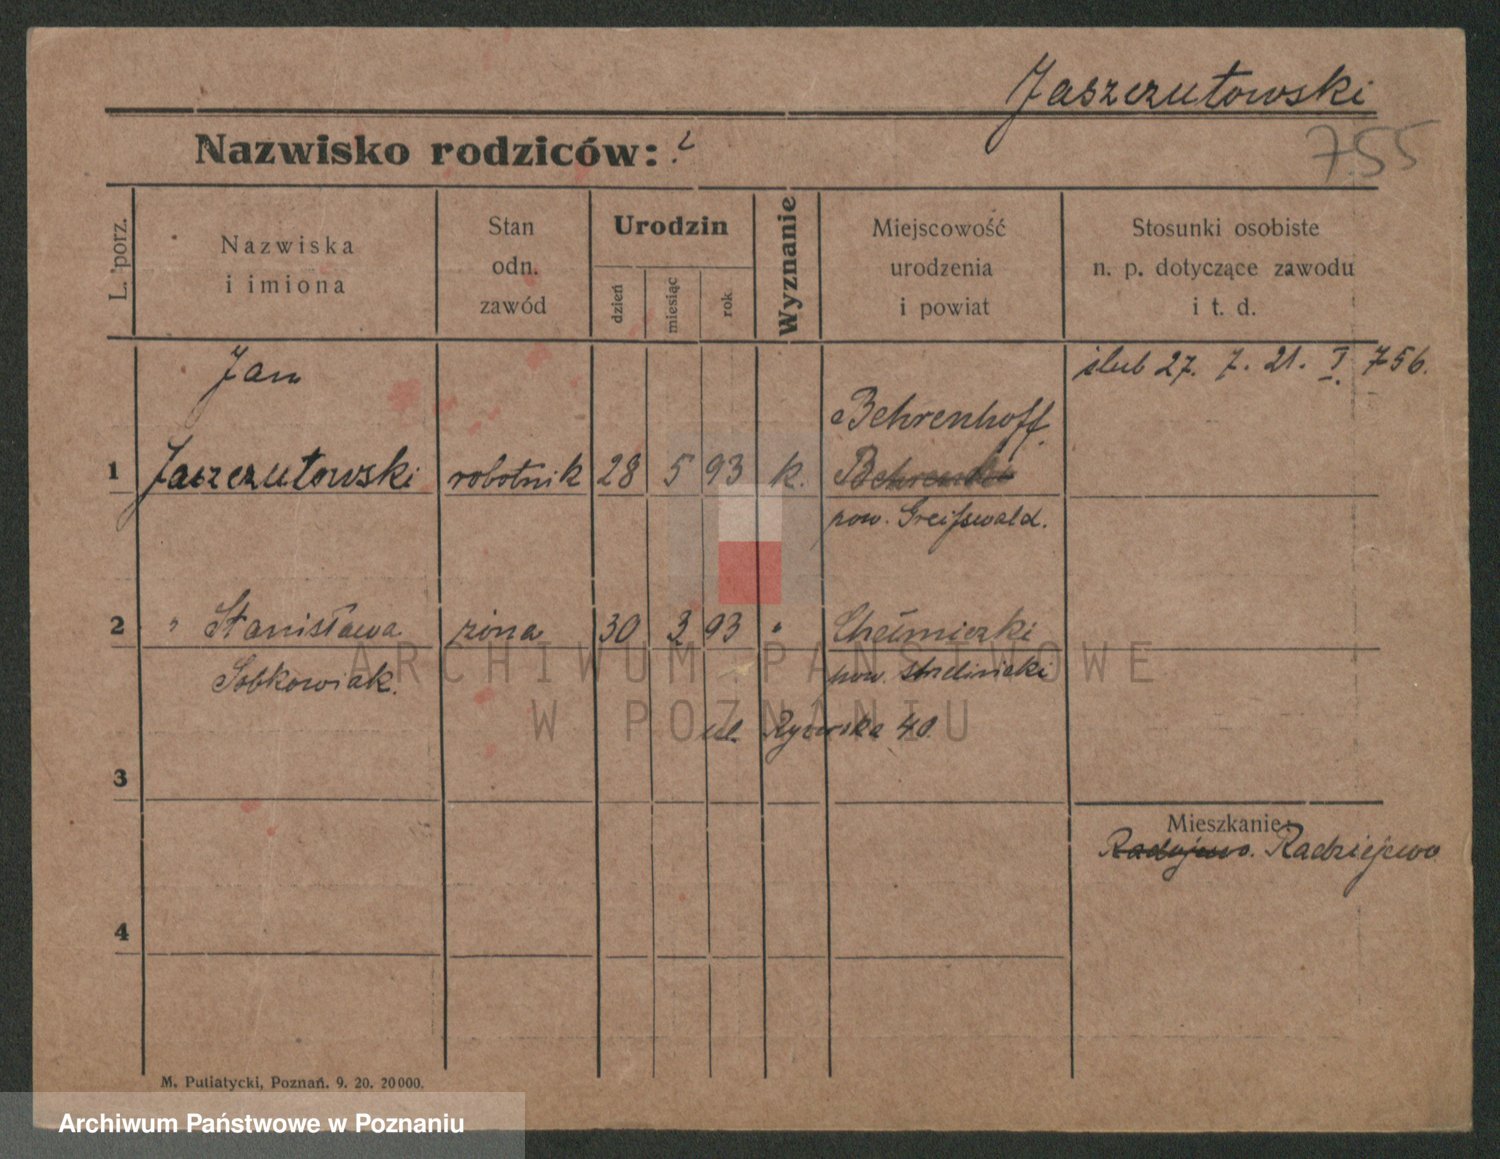 Jaszczutowski
Nazwisko rodziców: ?
755
L. porz.
Nazwiska
i imiona
Stan
odn.
zawód
Urodzin
dzień
miesiąc
rok
Wyznanie
Miejscowość
urodzenia
i powiat
Stosunki osobiste
n. p. dotyczące zawodu
i t. d.
Jan
ślub 27. 7. 21. I. 756.
Behrenhoff
1 Jaszczutowski robotnik 28 5 93 k.
pow. Greifswald.
2 " Stanisława żona 30 3 93 "
Sobkowiak.
ARCHIWUM PAŃSTWOWE
W POZNANIU
ul. 40
3
Mieszkanie:
Radojewo. Radziejewo
4
M. Putiatycki, Poznań. 9. 20. 20000.
Archiwum Państwowe w Poznaniu